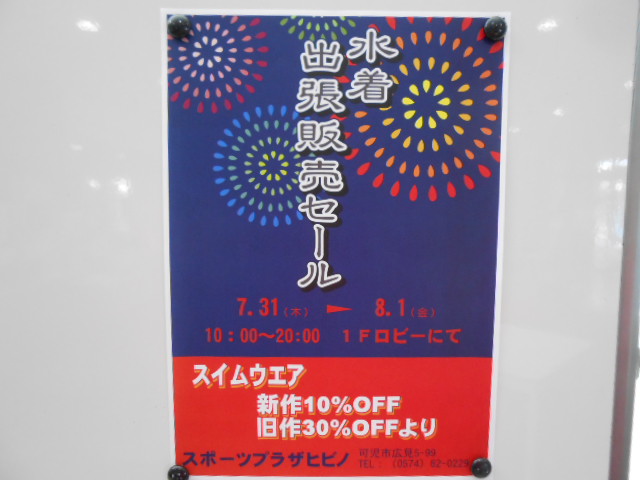 水着
出張販売セール
7.31(木) ► 8.1(金)
10:00～20:00 1Fロビーにて
スイムウエア
新作10%OFF
旧作30%OFFより
スポーツプラザヒビノ
可児市広見5-99
TEL: (0574) 62-0229